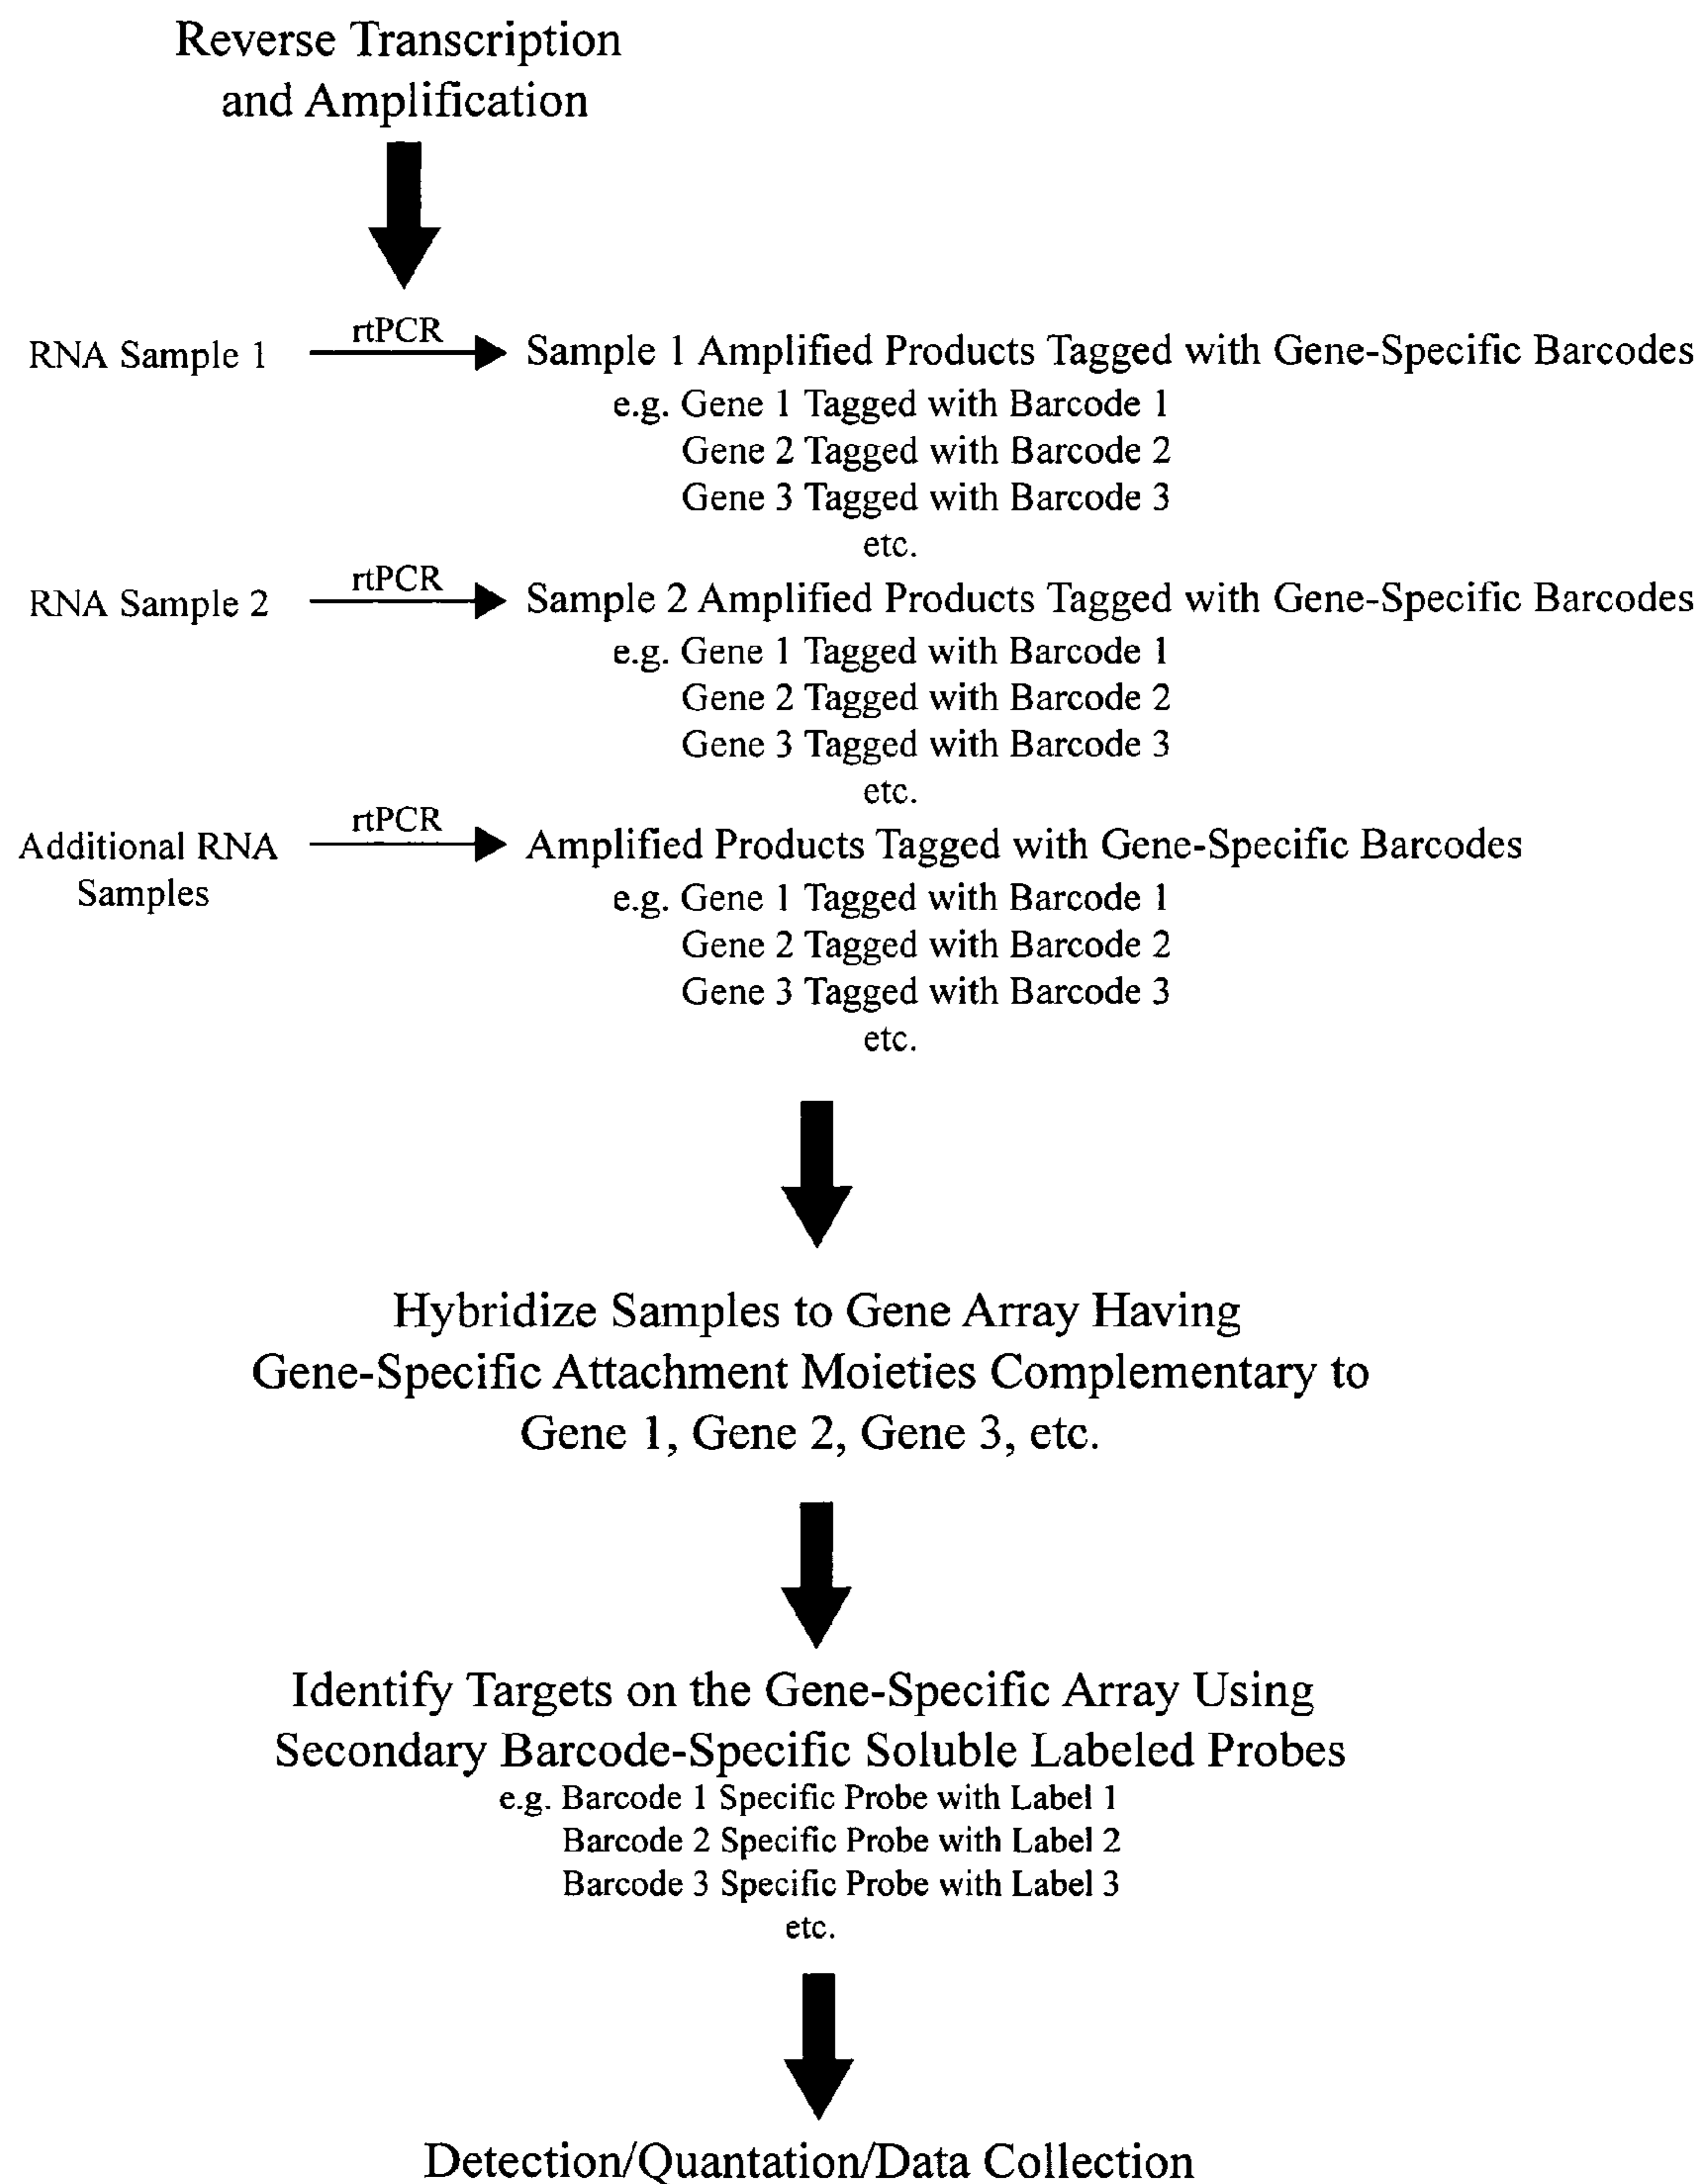 Reverse Transcription
and Amplification
RNA Sample 1
rtPCR
Sample 1 Amplified Products Tagged with Gene-Specific Barcodes
e.g. Gene 1 Tagged with Barcode 1
Gene 2 Tagged with Barcode 2
Gene 3 Tagged with Barcode 3
etc.
RNA Sample 2
rtPCR
Sample 2 Amplified Products Tagged with Gene-Specific Barcodes
e.g. Gene 1 Tagged with Barcode 1
Gene 2 Tagged with Barcode 2
Gene 3 Tagged with Barcode 3
etc.
Additional RNA
Samples
rtPCR
Amplified Products Tagged with Gene-Specific Barcodes
e.g. Gene 1 Tagged with Barcode 1
Gene 2 Tagged with Barcode 2
Gene 3 Tagged with Barcode 3
etc.
Hybridize Samples to Gene Array Having
Gene-Specific Attachment Moieties Complementary to
Gene 1, Gene 2, Gene 3, etc.
Identify Targets on the Gene-Specific Array Using
Secondary Barcode-Specific Soluble Labeled Probes
e.g. Barcode 1 Specific Probe with Label 1
Barcode 2 Specific Probe with Label 2
Barcode 3 Specific Probe with Label 3
etc.
Detection/Quantation/Data Collection